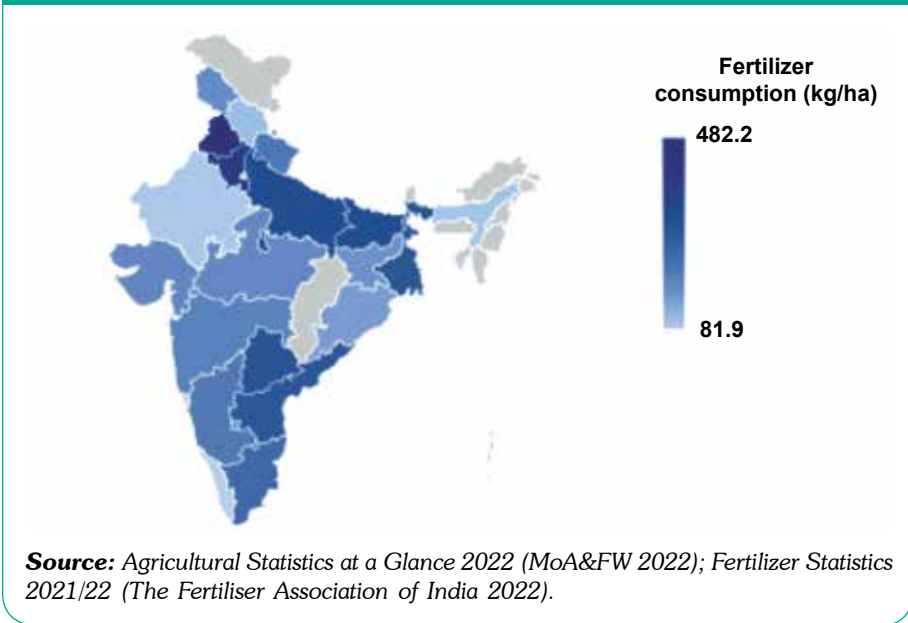 Fertilizer
consumption (kg/ha)
482.2
81.9
Source: Agricultural Statistics at a Glance 2022 (MoA&FW 2022); Fertilizer Statistics
2021/22 (The Fertiliser Association of India 2022).